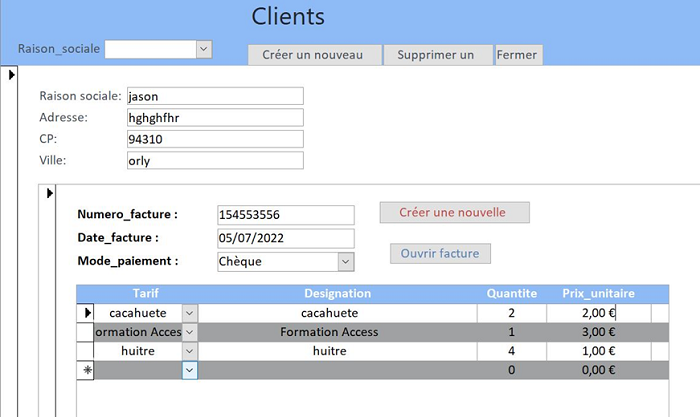 Clients
Raison_sociale
Créer un nouveau Supprimer un Fermer
Raison sociale: jason
Adresse: hghghfhr
CP: 94310
Ville: orly
Numero_facture : 154553556 Créer une nouvelle
Date_facture : 05/07/2022
Mode_paiement : Chèque Ouvrir facture
Tarif Designation Quantite Prix_unitaire
cacahuete cacahuete 2 2,00 €
ormation Acces Formation Access 1 3,00 €
huitre huitre 4 1,00 €
0 0,00 €